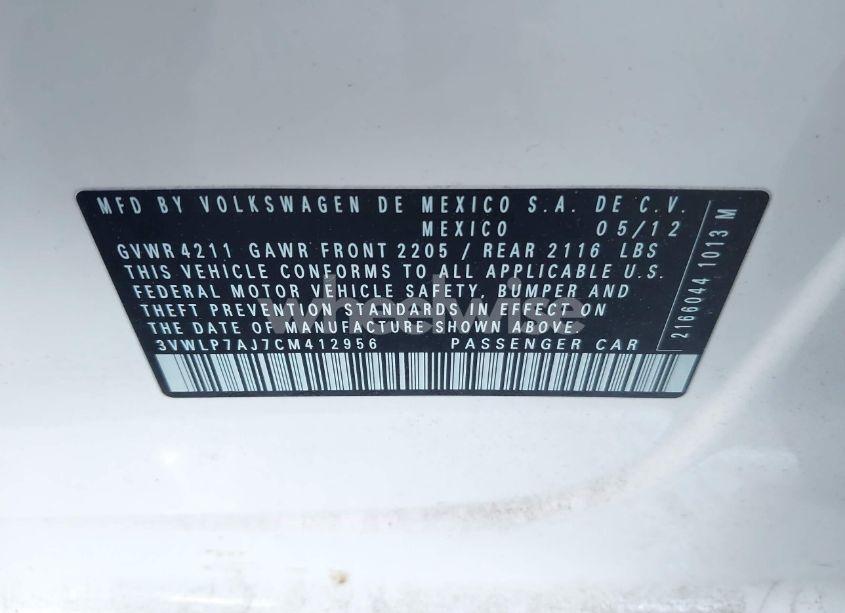 MFD BY VOLKSWAGEN DE MEXICO S.A. DE C.V.
MEXICO 05/12
GVWR 4211 GAWR FRONT 2205 / REAR 2116 LBS
THIS VEHICLE CONFORMS TO ALL APPLICABLE U.S.
FEDERAL MOTOR VEHICLE SAFETY, BUMPER AND
THEFT PREVENTION STANDARDS IN EFFECT ON
THE DATE OF MANUFACTURE SHOWN ABOVE.
3VWLP7AJ7CM412956 PASSENGER CAR
2166044 1013 M
wheelwise